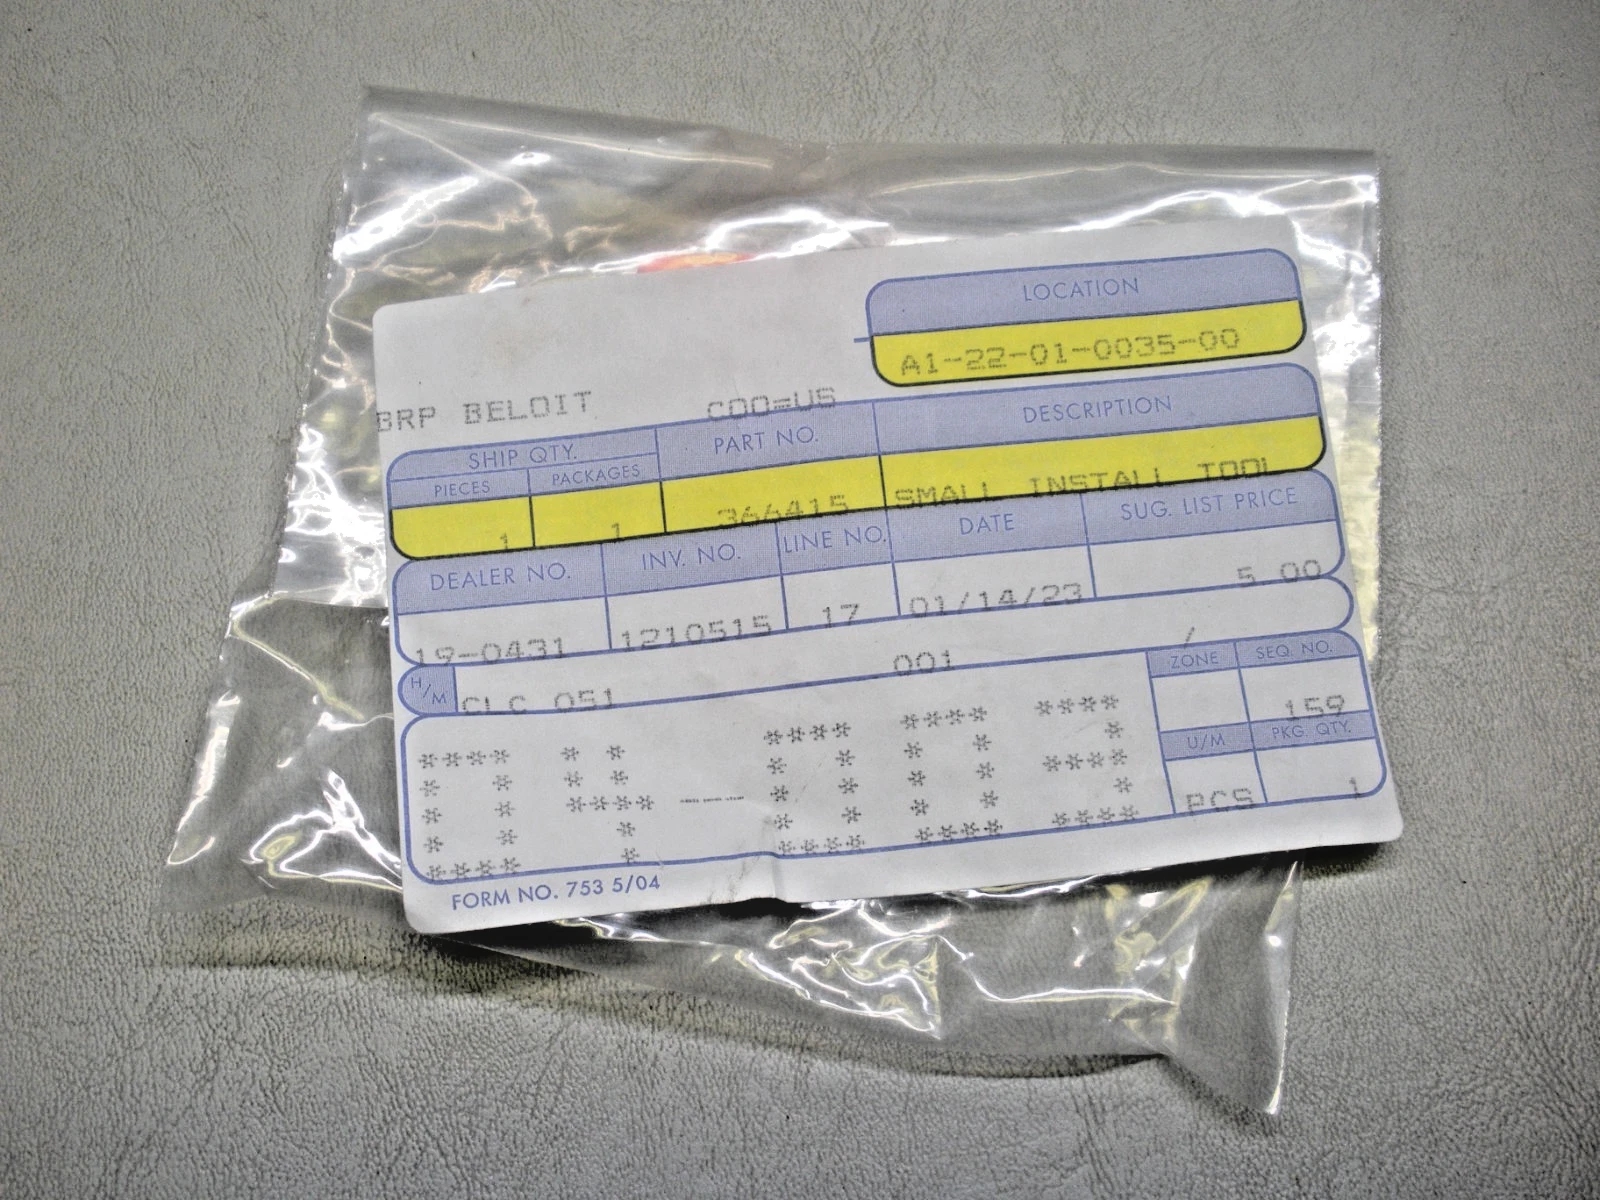 LOCATION
A1-22-01-0035-00
BRP BELOIT COO=US
SHIP QTY. PART NO. DESCRIPTION
PIECES PACKAGES
1 1 366415 SMALL INSTALL TOOL
DEALER NO. INV. NO. LINE NO. DATE SUG. LIST PRICE
19-0431 1210515 17 01/14/23 5.00
H/M CLC 051 001 /
ZONE SEQ. NO.
159
U/M PKG. QTY.
PCS 1
04-003
FORM NO. 753 5/04